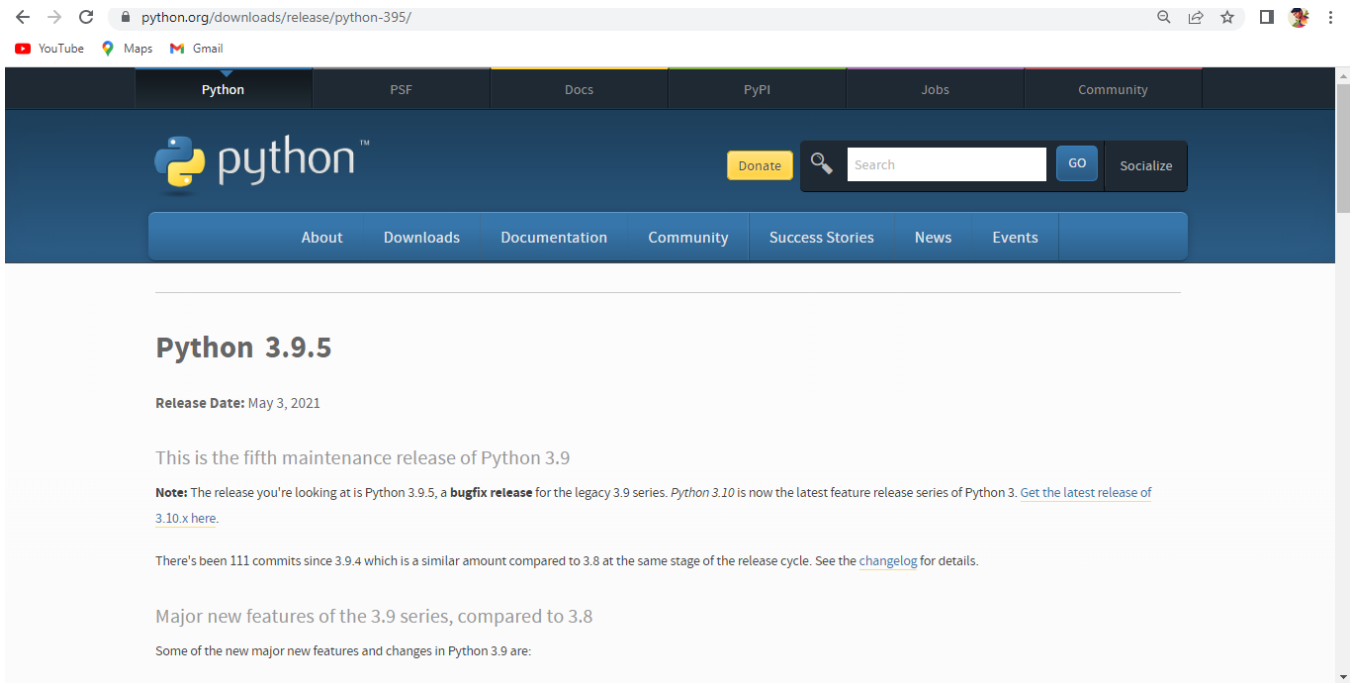 python.org/downloads/release/python-395/
YouTube Maps Gmail
Python PSF Docs PyPI Jobs Community
python™
Donate Search GO Socialize
About Downloads Documentation Community Success Stories News Events
Python 3.9.5
Release Date: May 3, 2021
This is the fifth maintenance release of Python 3.9
Note: The release you're looking at is Python 3.9.5, a bugfix release for the legacy 3.9 series. Python 3.10 is now the latest feature release series of Python 3. Get the latest release of
3.10.x here.
There's been 111 commits since 3.9.4 which is a similar amount compared to 3.8 at the same stage of the release cycle. See the changelog for details.
Major new features of the 3.9 series, compared to 3.8
Some of the new major new features and changes in Python 3.9 are: